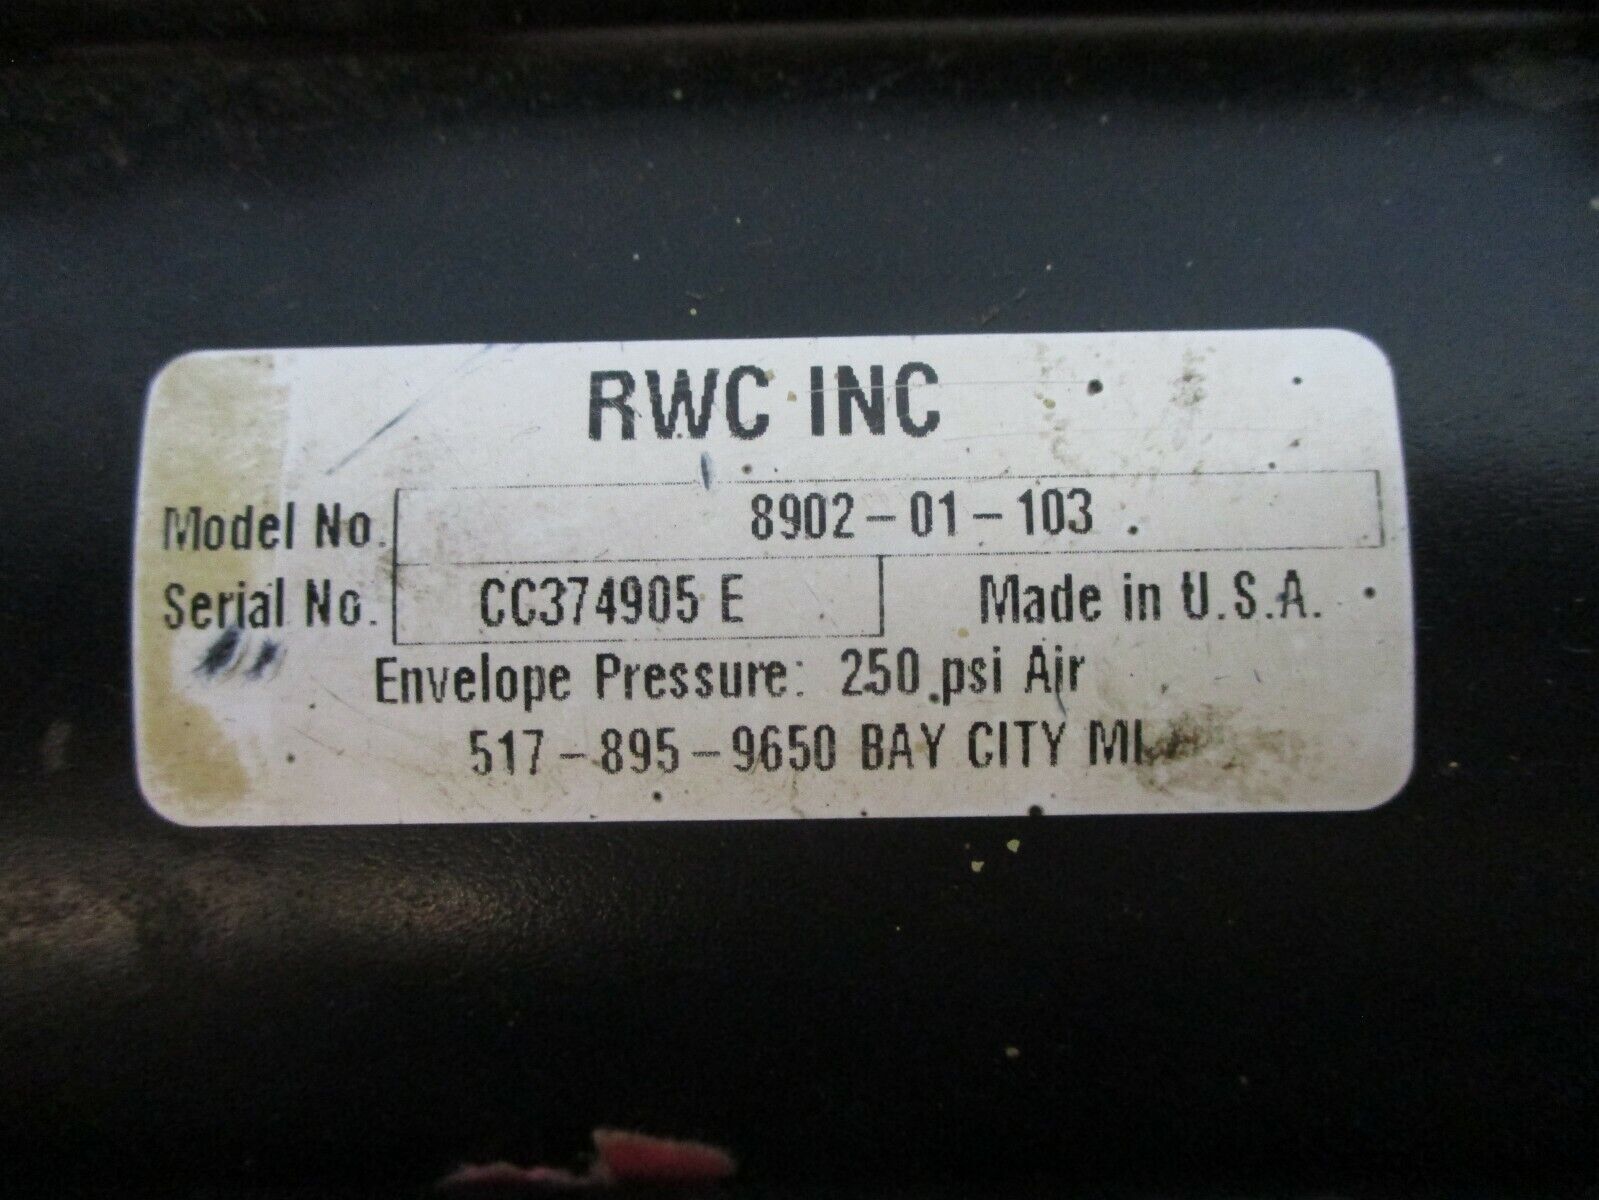 RWC INC
Model No. 8902-01-103
Serial No. CC374905 E Made in U.S.A.
Envelope Pressure: 250 psi Air
517-895-9650 BAY CITY MI.